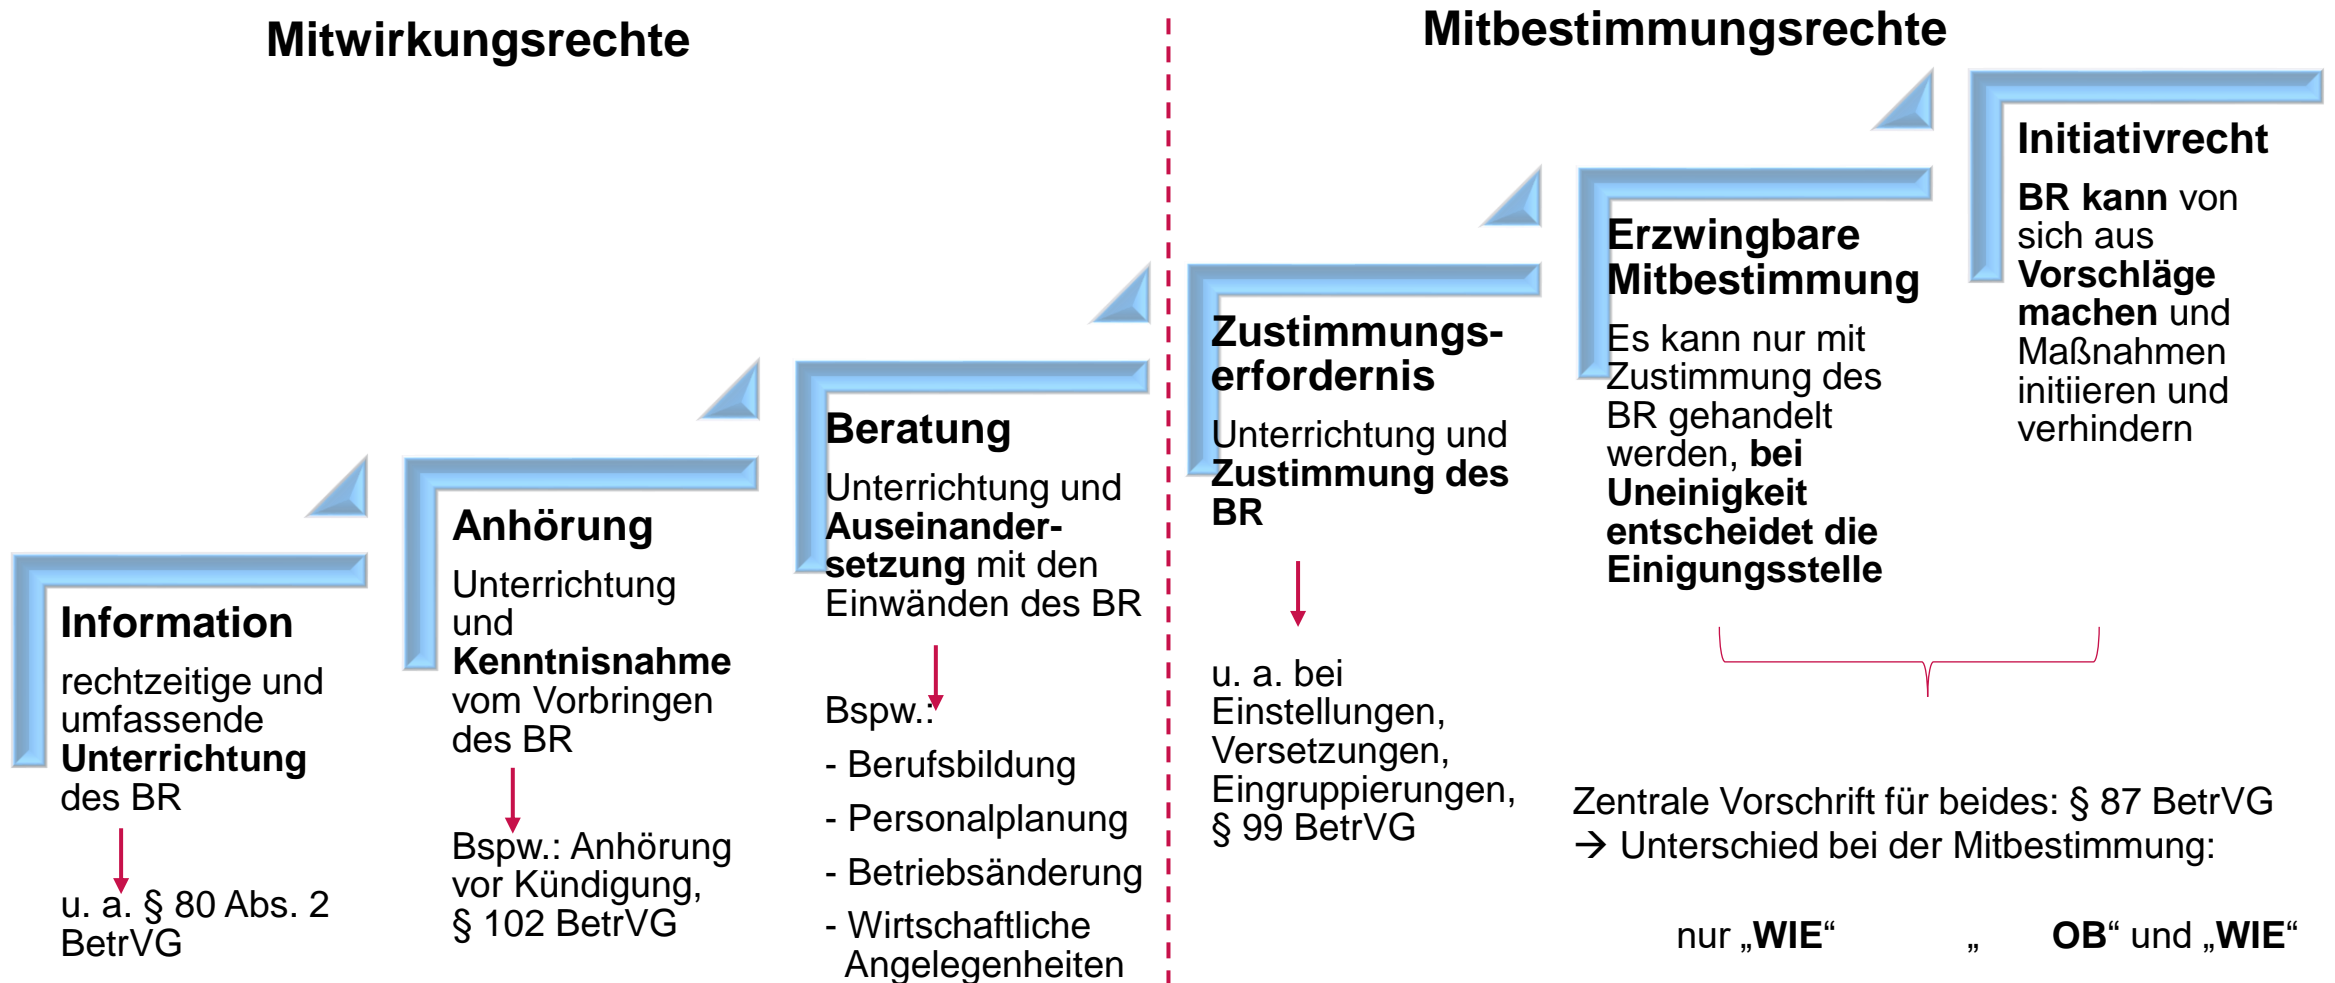 Mitwirkungsrechte
Mitbestimmungsrechte
Information
rechtzeitige und
umfassende
Unterrichtung
des BR
u. a. § 80 Abs. 2
BetrVG
Anhörung
Unterrichtung
und
Kenntnisnahme
vom Vorbringen
des BR
Bspw.: Anhörung
vor Kündigung,
§ 102 BetrVG
Beratung
Unterrichtung und
Auseinander-
setzung mit den
Einwänden des BR
Bspw.:
- Berufsbildung
- Personalplanung
- Betriebsänderung
- Wirtschaftliche
Angelegenheiten
Zustimmungs-
erfordernis
Unterrichtung und
Zustimmung des
BR
u. a. bei
Einstellungen,
Versetzungen,
Eingruppierungen,
§ 99 BetrVG
Erzwingbare
Mitbestimmung
Es kann nur mit
Zustimmung des
BR gehandelt
werden, bei
Uneinigkeit
entscheidet die
Einigungsstelle
Initiativrecht
BR kann von
sich aus
Vorschläge
machen und
Maßnahmen
initiieren und
verhindern
Zentrale Vorschrift für beides: § 87 BetrVG
→ Unterschied bei der Mitbestimmung:
nur „WIE“ „ OB“ und „WIE“